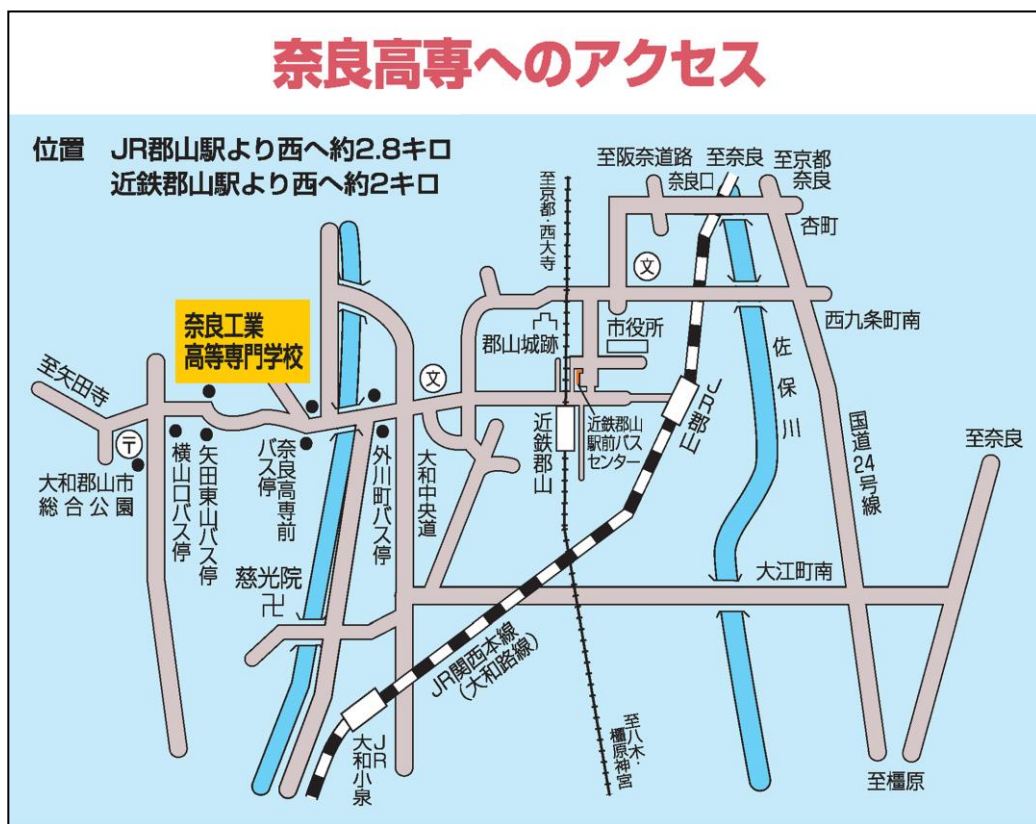 奈良高専へのアクセス
位置 JR郡山駅より西へ約2.8キロ
近鉄郡山駅より西へ約2キロ
至阪奈道路
奈良口
至奈良
至京都
奈良
杏町
至京都・西大寺
文
西九条町南
奈良工業
高等専門学校
郡山城跡
市役所
佐保川
至矢田寺
文
近鉄郡山
近鉄郡山
駅前バス
センター
JR郡山
国道24号線
至奈良
〒
大和郡山市
総合公園
横山口バス停
矢田東山バス停
奈良高専前
バス停
外川町バス停
大和中央道
慈光院
卍
大江町南
JR関西本線
(大和路線)
JR
大和小泉
至八木・
橿原神宮
至橿原